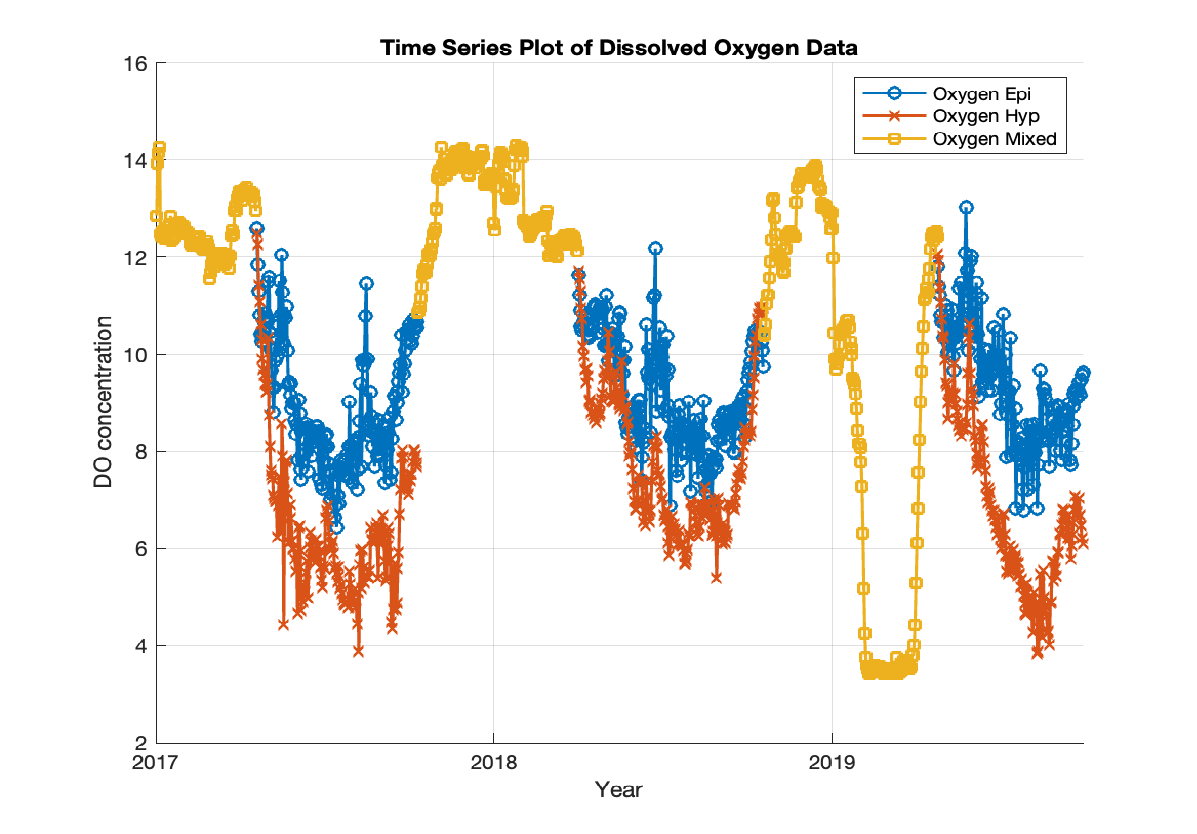 Time Series Plot of Dissolved Oxygen Data
16
14
12
10
8
6
4
2
DO concentration
Oxygen Epi
Oxygen Hyp
Oxygen Mixed
2017
2018
2019
Year